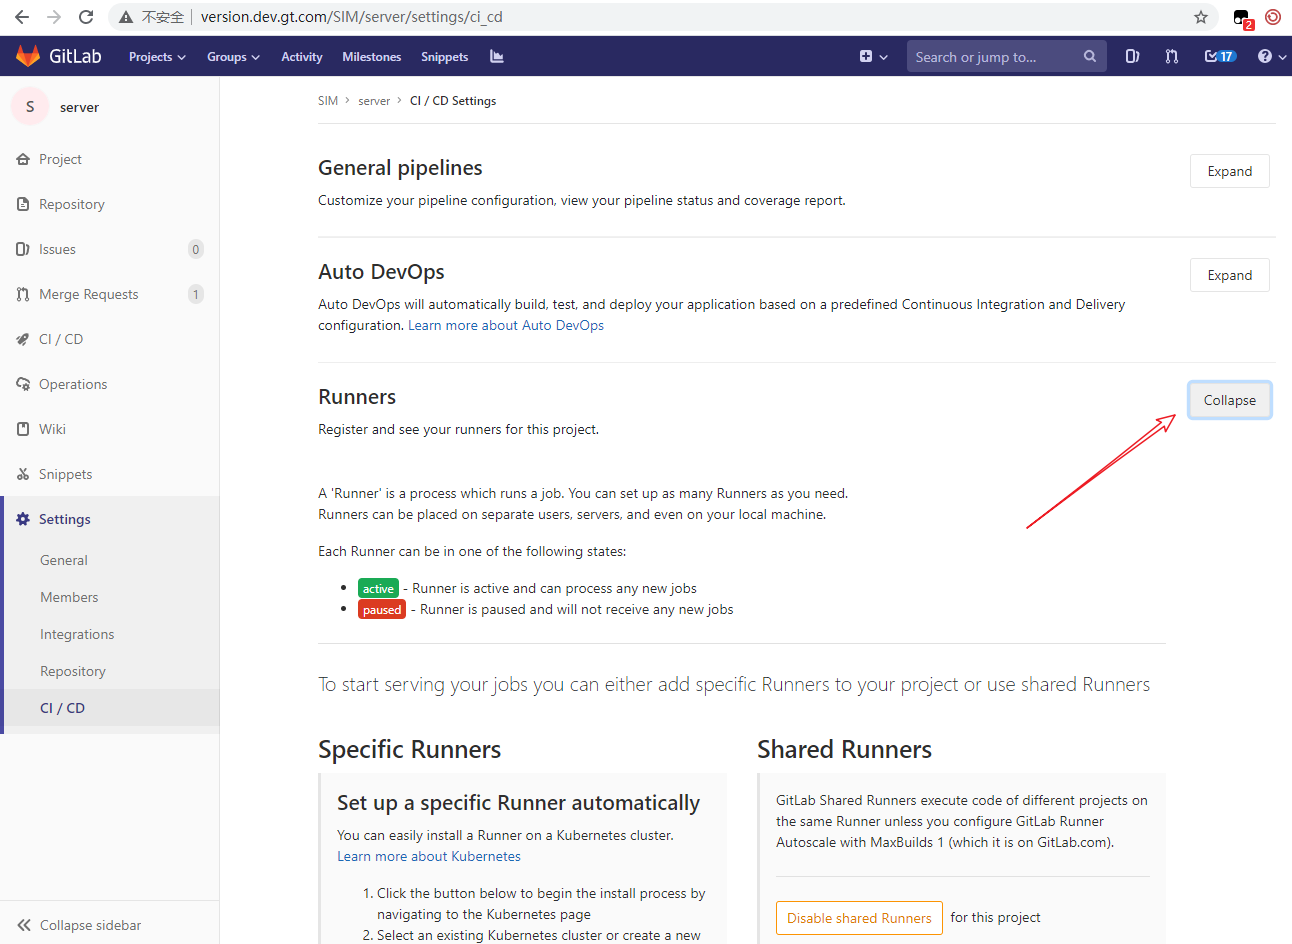 不安全 version.dev.gt.com/SIM/server/settings/ci_cd
2
GitLab Projects Groups Activity Milestones Snippets Search or jump to... 17
S server
Project
Repository
Issues 0
Merge Requests 1
CI / CD
Operations
Wiki
Snippets
Settings
General
Members
Integrations
Repository
CI / CD
Collapse sidebar
SIM > server > CI / CD Settings
General pipelines
Expand
Customize your pipeline configuration, view your pipeline status and coverage report.
Auto DevOps
Expand
Auto DevOps will automatically build, test, and deploy your application based on a predefined Continuous Integration and Delivery
configuration. Learn more about Auto DevOps
Runners
Collapse
Register and see your runners for this project.
A 'Runner' is a process which runs a job. You can set up as many Runners as you need.
Runners can be placed on separate users, servers, and even on your local machine.
Each Runner can be in one of the following states:
• active - Runner is active and can process any new jobs
• paused - Runner is paused and will not receive any new jobs
To start serving your jobs you can either add specific Runners to your project or use shared Runners
Specific Runners
Set up a specific Runner automatically
You can easily install a Runner on a Kubernetes cluster.
Learn more about Kubernetes
1. Click the button below to begin the install process by
navigating to the Kubernetes page
2. Select an existing Kubernetes cluster or create a new
Shared Runners
GitLab Shared Runners execute code of different projects on
the same Runner unless you configure GitLab Runner
Autoscale with MaxBuilds 1 (which it is on GitLab.com).
Disable shared Runners for this project